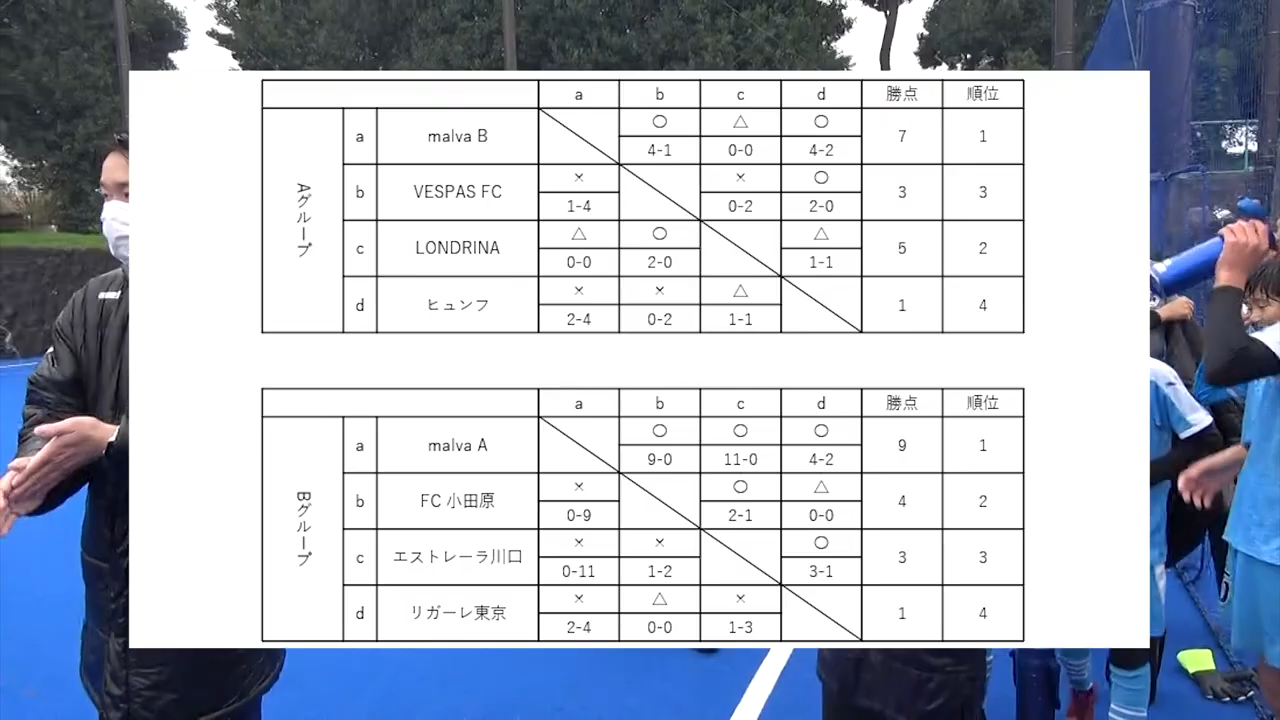 a b c d 勝点 順位
Aグループ
a malva B ○ △ ○ 7 1
4-1 0-0 4-2
b VESPAS FC × × ○ 3 3
1-4 0-2 2-0
c LONDRINA △ ○ △ 5 2
0-0 2-0 1-1
d ヒュンフ × × △ 1 4
2-4 0-2 1-1
a b c d 勝点 順位
Bグループ
a malva A ○ ○ ○ 9 1
9-0 11-0 4-2
b FC 小田原 × ○ △ 4 2
0-9 2-1 0-0
c エストレーラ川口 × × ○ 3 3
0-11 1-2 3-1
d リガーレ東京 × △ × 1 4
2-4 0-0 1-3